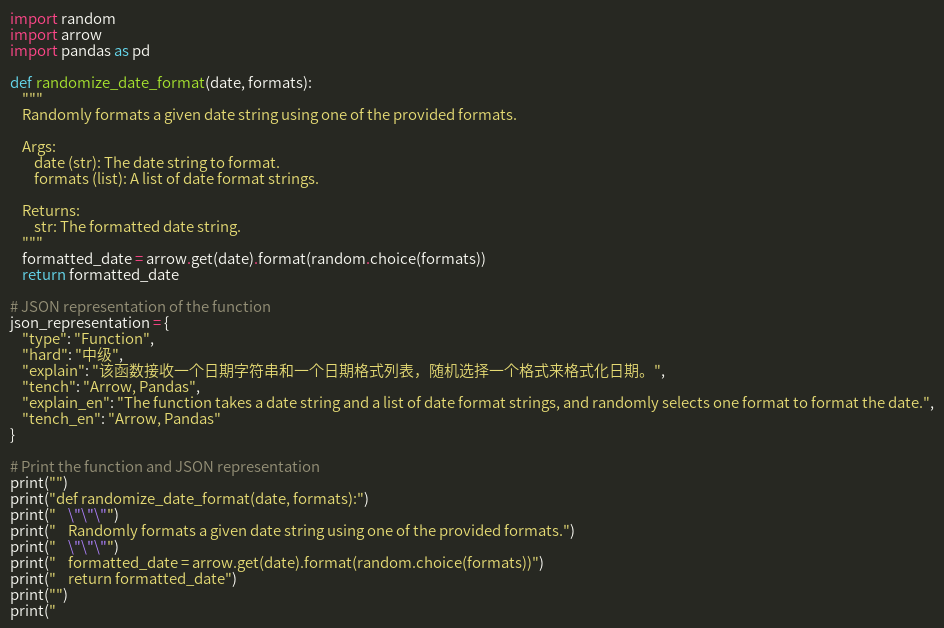 import random
import arrow
import pandas as pd

def randomize_date_format(date, formats):
    """
    Randomly formats a given date string using one of the provided formats.

    Args:
        date (str): The date string to format.
        formats (list): A list of date format strings.

    Returns:
        str: The formatted date string.
    """
    formatted_date = arrow.get(date).format(random.choice(formats))
    return formatted_date

# JSON representation of the function
json_representation = {
    "type": "Function",
    "hard": "中级",
    "explain": "该函数接收一个日期字符串和一个日期格式列表，随机选择一个格式来格式化日期。",
    "tench": "Arrow, Pandas",
    "explain_en": "The function takes a date string and a list of date format strings, and randomly selects one format to format the date.",
    "tench_en": "Arrow, Pandas"
}

# Print the function and JSON representation
print("")
print("def randomize_date_format(date, formats):")
print("    \"\"\"")
print("    Randomly formats a given date string using one of the provided formats.")
print("    \"\"\"")
print("    formatted_date = arrow.get(date).format(random.choice(formats))")
print("    return formatted_date")
print("")
print("